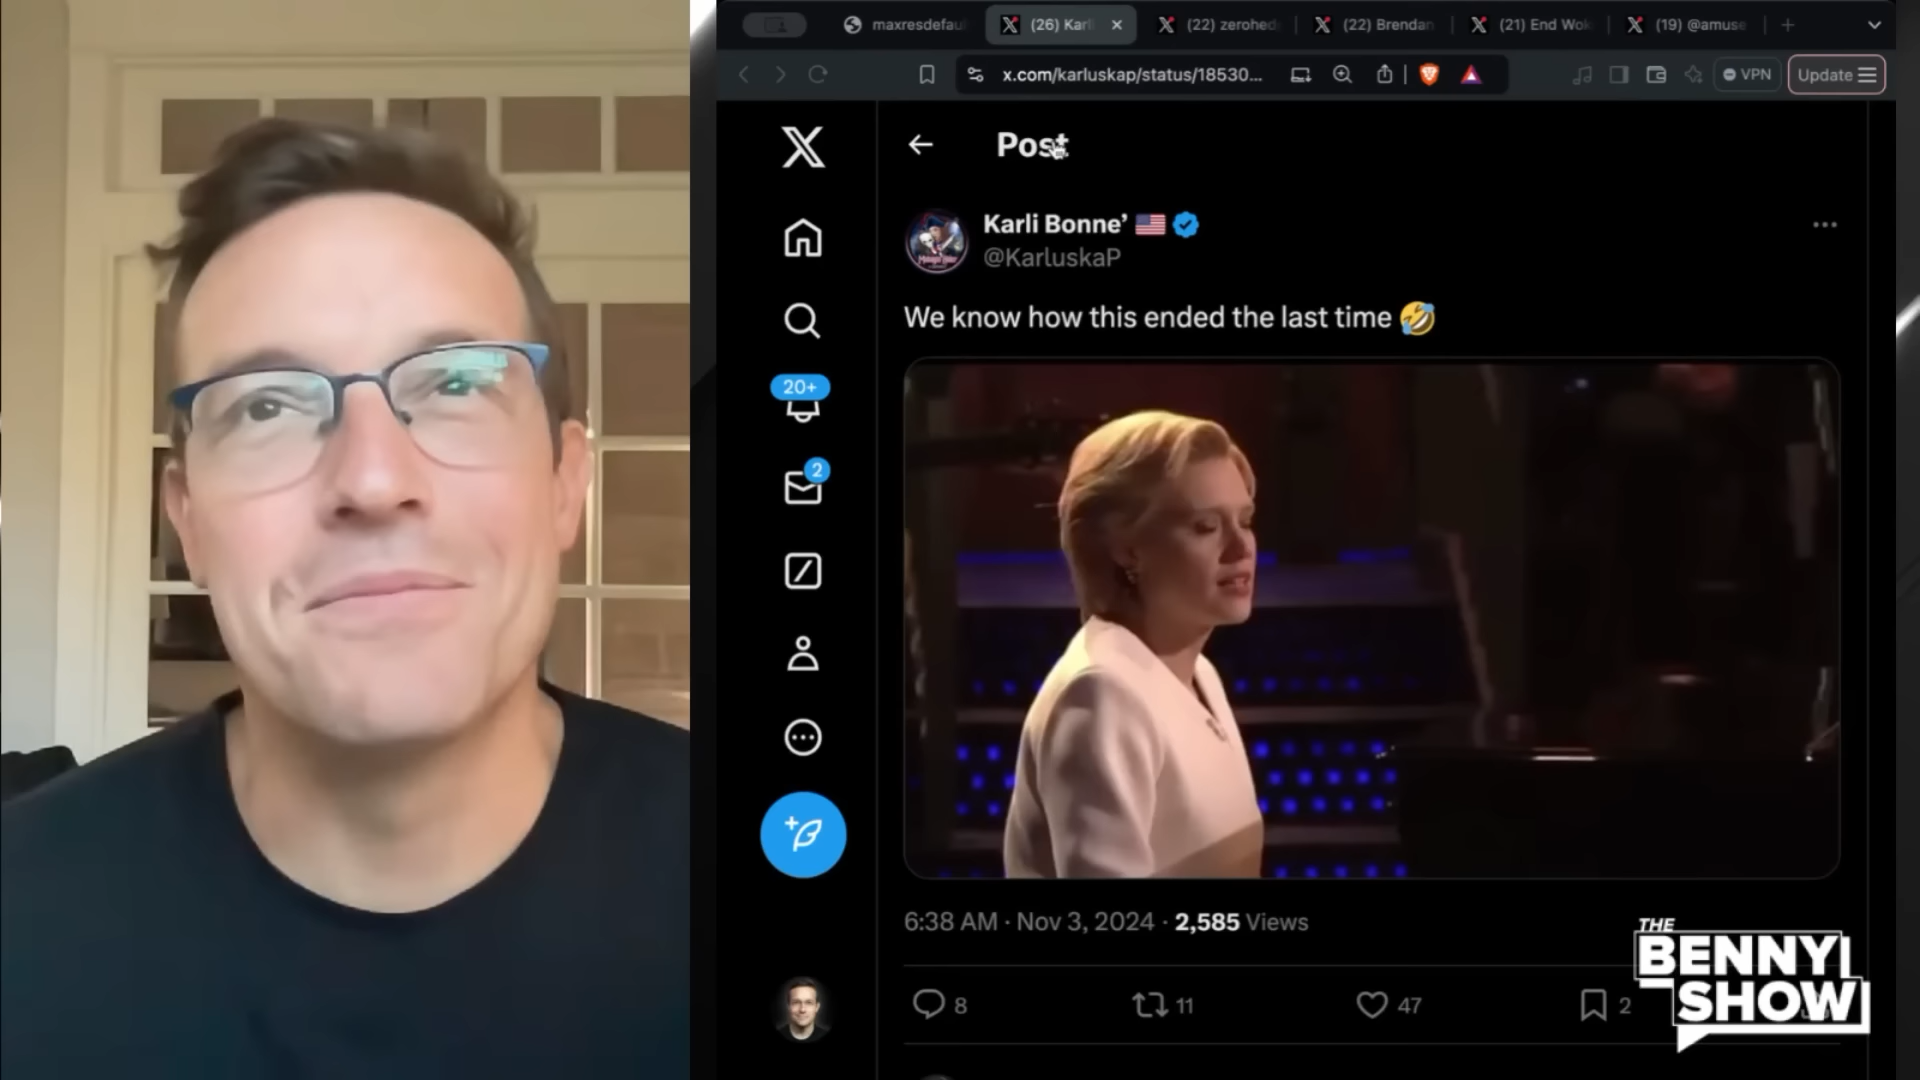 maxresdefau
(26) Karl
(22) zerohed
(22) Brendan
(21) End Wok
(19) @amuse
x.com/karluskap/status/18530...
VPN
Update
Post
Karli Bonne’
@KarluskaP
We know how this ended the last time
20+
2
6:38 AM · Nov 3, 2024 · 2,585 Views
8
11
47
2
THE
BENNY
SHOW